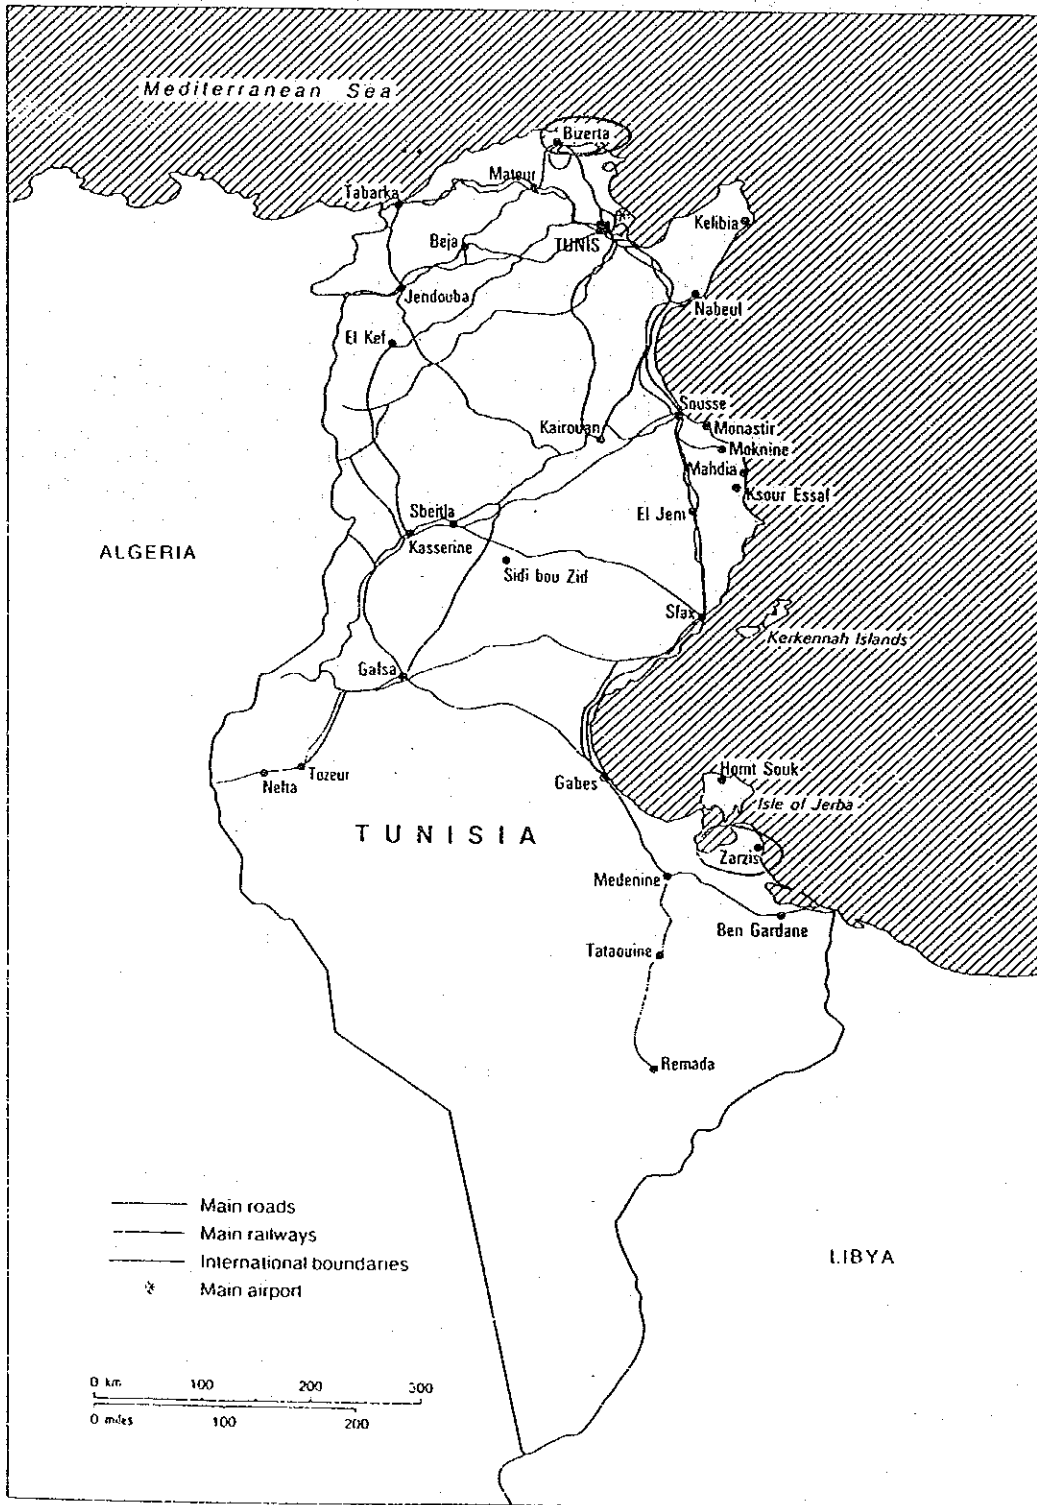 Mediterranean Sea
Bizerta
Mateur
Tabarka
Kelibia
Beja
TUNIS
Jendouba
Nabeul
El Kef
Sousse
Kairouan
Monastir
Moknine
Mahdia
Ksour Essaf
Sbeitla
El Jem
ALGERIA
Kasserine
Sidi bou Zid
Sfax
Kerkennah Islands
Gafsa
Nefta
Tozeur
Gabes
Homt Souk
Isle of Jerba
TUNISIA
Zarzis
Medenine
Ben Gardane
Tataouine
Remada
Main roads
Main railways
International boundaries
Main airport
LIBYA
0 km 100 200 300
0 miles 100 200